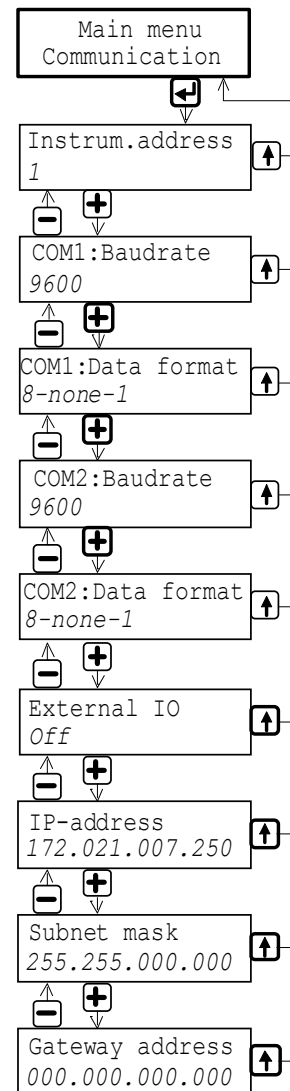 Main menu
Communication
Instrum.address
1
COM1:Baudrate
9600
COM1:Data format
8-none-1
COM2:Baudrate
9600
COM2:Data format
8-none-1
External IO
Off
IP-address
172.021.007.250
Subnet mask
255.255.000.000
Gateway address
000.000.000.000